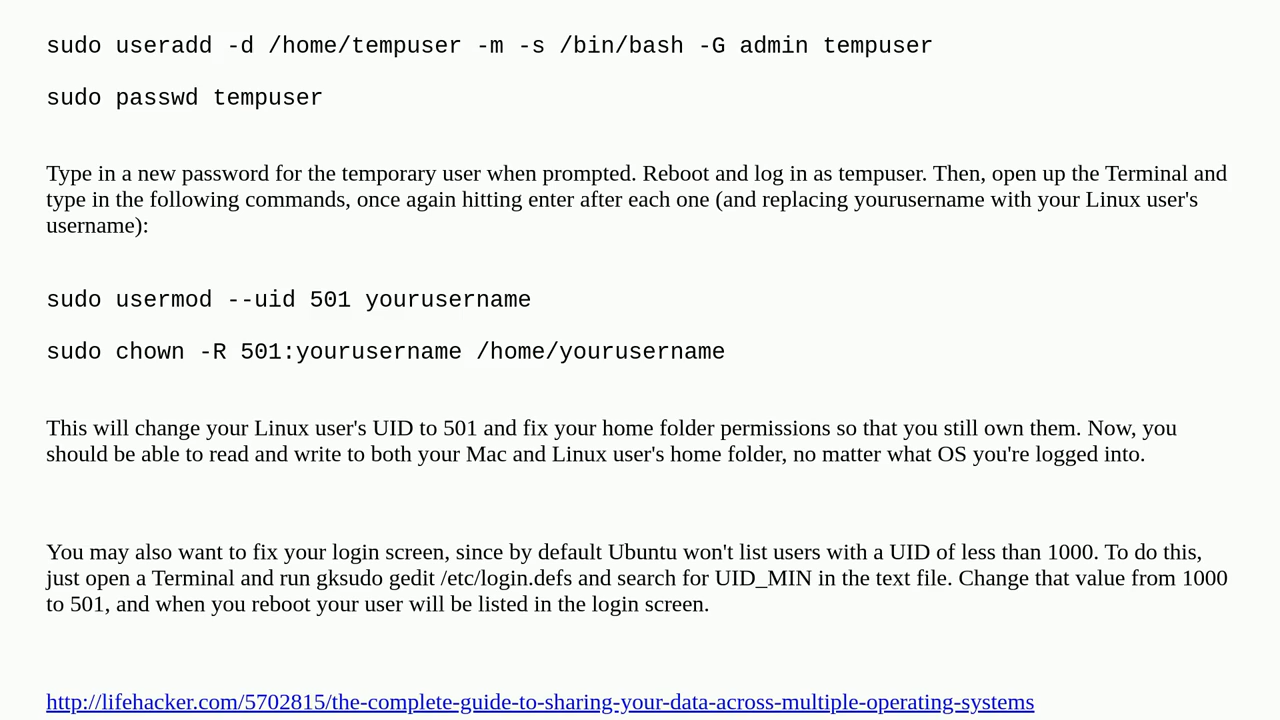 sudo useradd -d /home/tempuser -m -s /bin/bash -G admin tempuser
sudo passwd tempuser
Type in a new password for the temporary user when prompted. Reboot and log in as tempuser. Then, open up the Terminal and
type in the following commands, once again hitting enter after each one (and replacing yourusername with your Linux user's
username):
sudo usermod --uid 501 yourusername
sudo chown -R 501:yourusername /home/yourusername
This will change your Linux user's UID to 501 and fix your home folder permissions so that you still own them. Now, you
should be able to read and write to both your Mac and Linux user's home folder, no matter what OS you're logged into.
You may also want to fix your login screen, since by default Ubuntu won't list users with a UID of less than 1000. To do this,
just open a Terminal and run gksudo gedit /etc/login.defs and search for UID_MIN in the text file. Change that value from 1000
to 501, and when you reboot your user will be listed in the login screen.
http://lifehacker.com/5702815/the-complete-guide-to-sharing-your-data-across-multiple-operating-systems